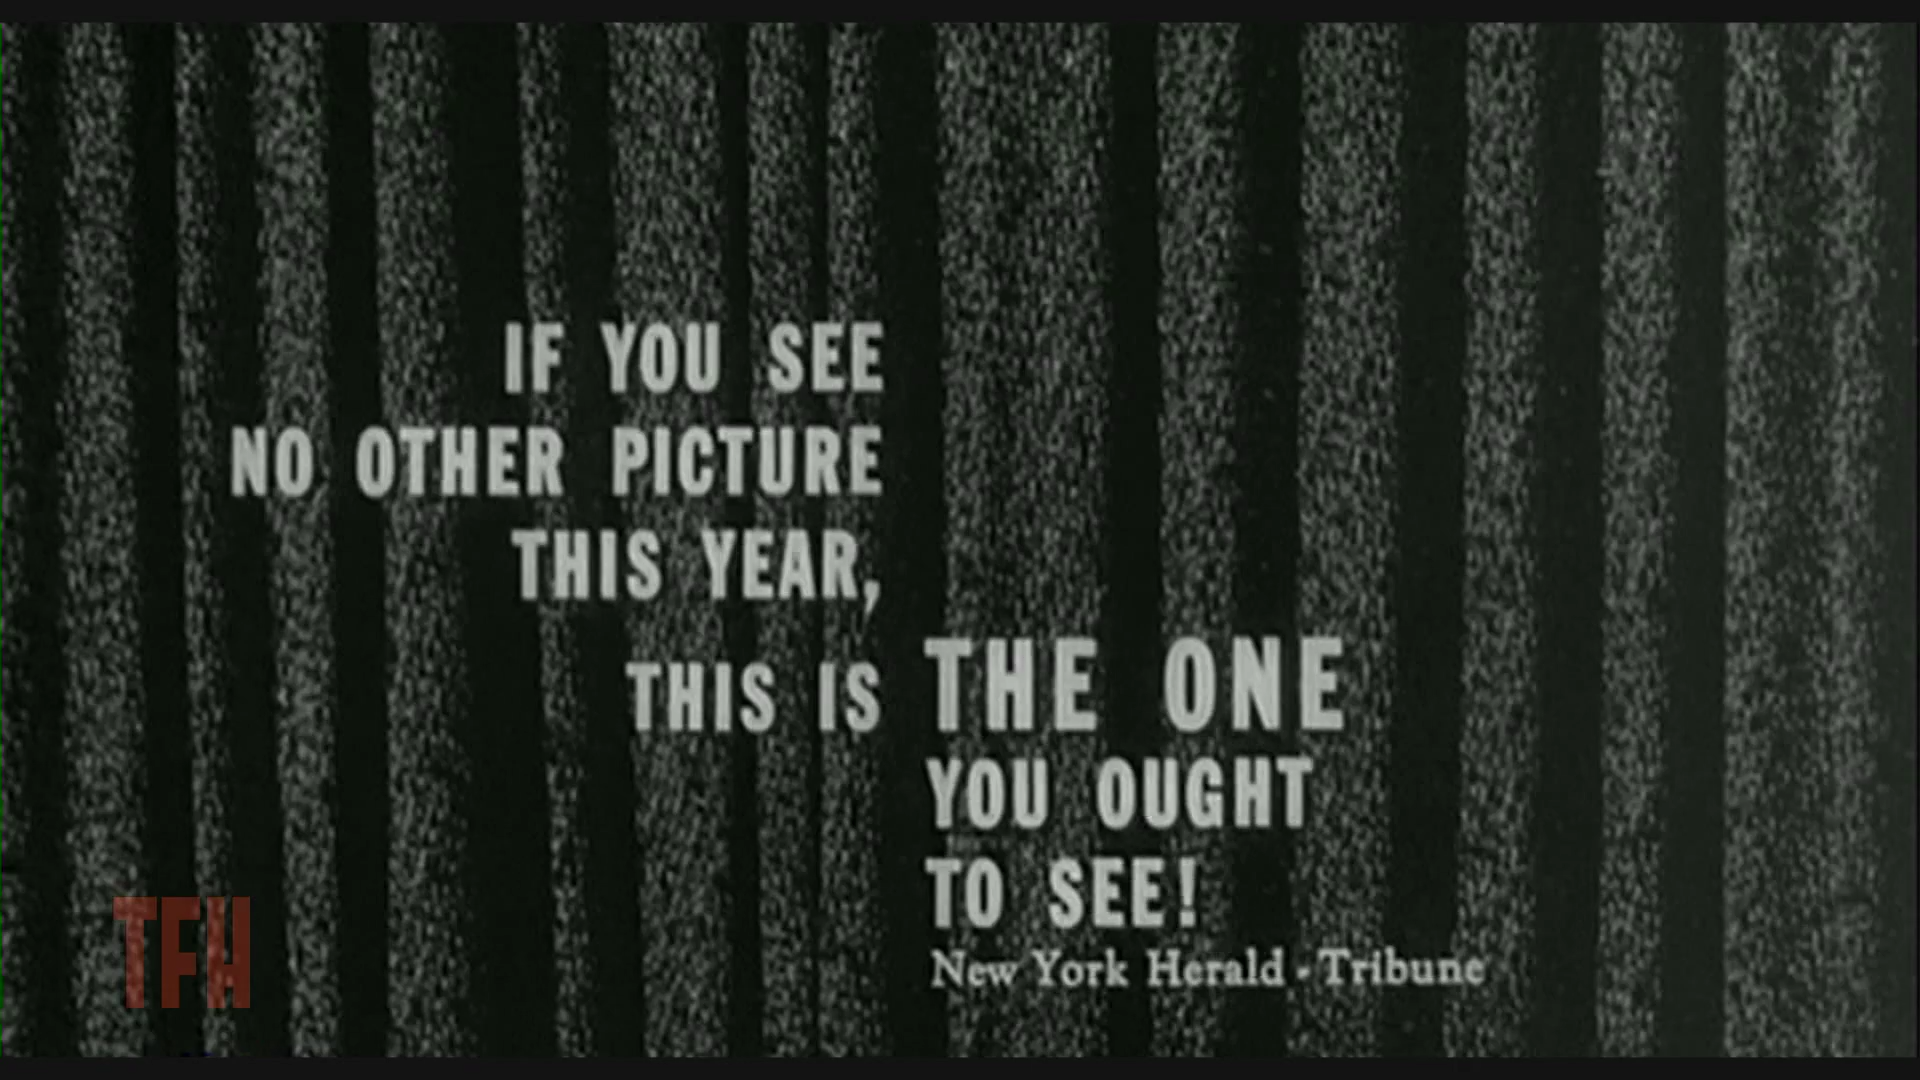 IF YOU SEE
NO OTHER PICTURE
THIS YEAR,
THIS IS THE ONE
YOU OUGHT
TO SEE!
New York Herald - Tribune
TFH